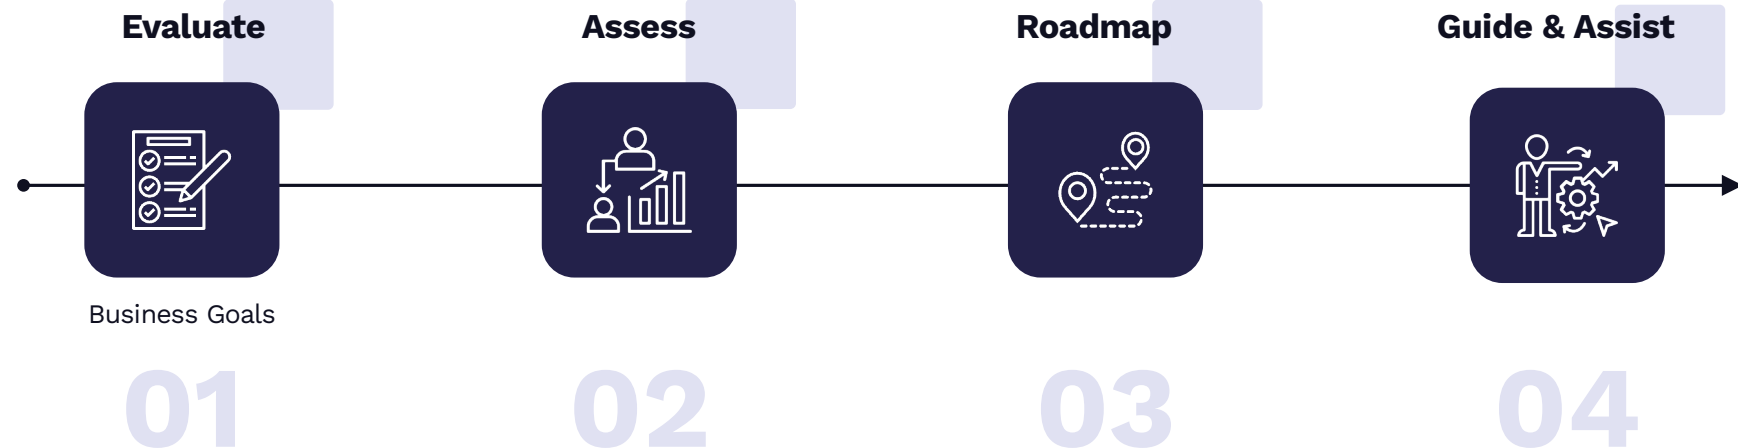 Evaluate
Assess
Roadmap
Guide & Assist
Business Goals
01
02
03
04